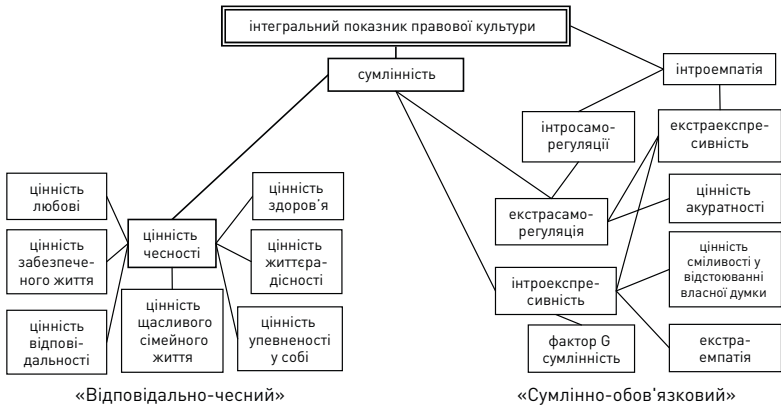 інтегральний показник правової культури
сумлінність
інтроемпатія
інтросамо-
регуляції
екстраекспре-
сивність
цінність
любові
цінність
здоров'я
цінність
чесності
екстрасамо-
регуляція
цінність
акуратності
цінність
забезпече-
ного життя
цінність
життєра-
дісності
цінність
сміливості у
відстоюванні
власної думки
інтроекспре-
сивність
цінність
відпові-
дальності
цінність
щасливого
сімейного
життя
цінність
упевненості
у собі
фактор G
сумлінність
екстра-
емпатія
«Відповідально-чесний»
«Сумлінно-обов'язковий»